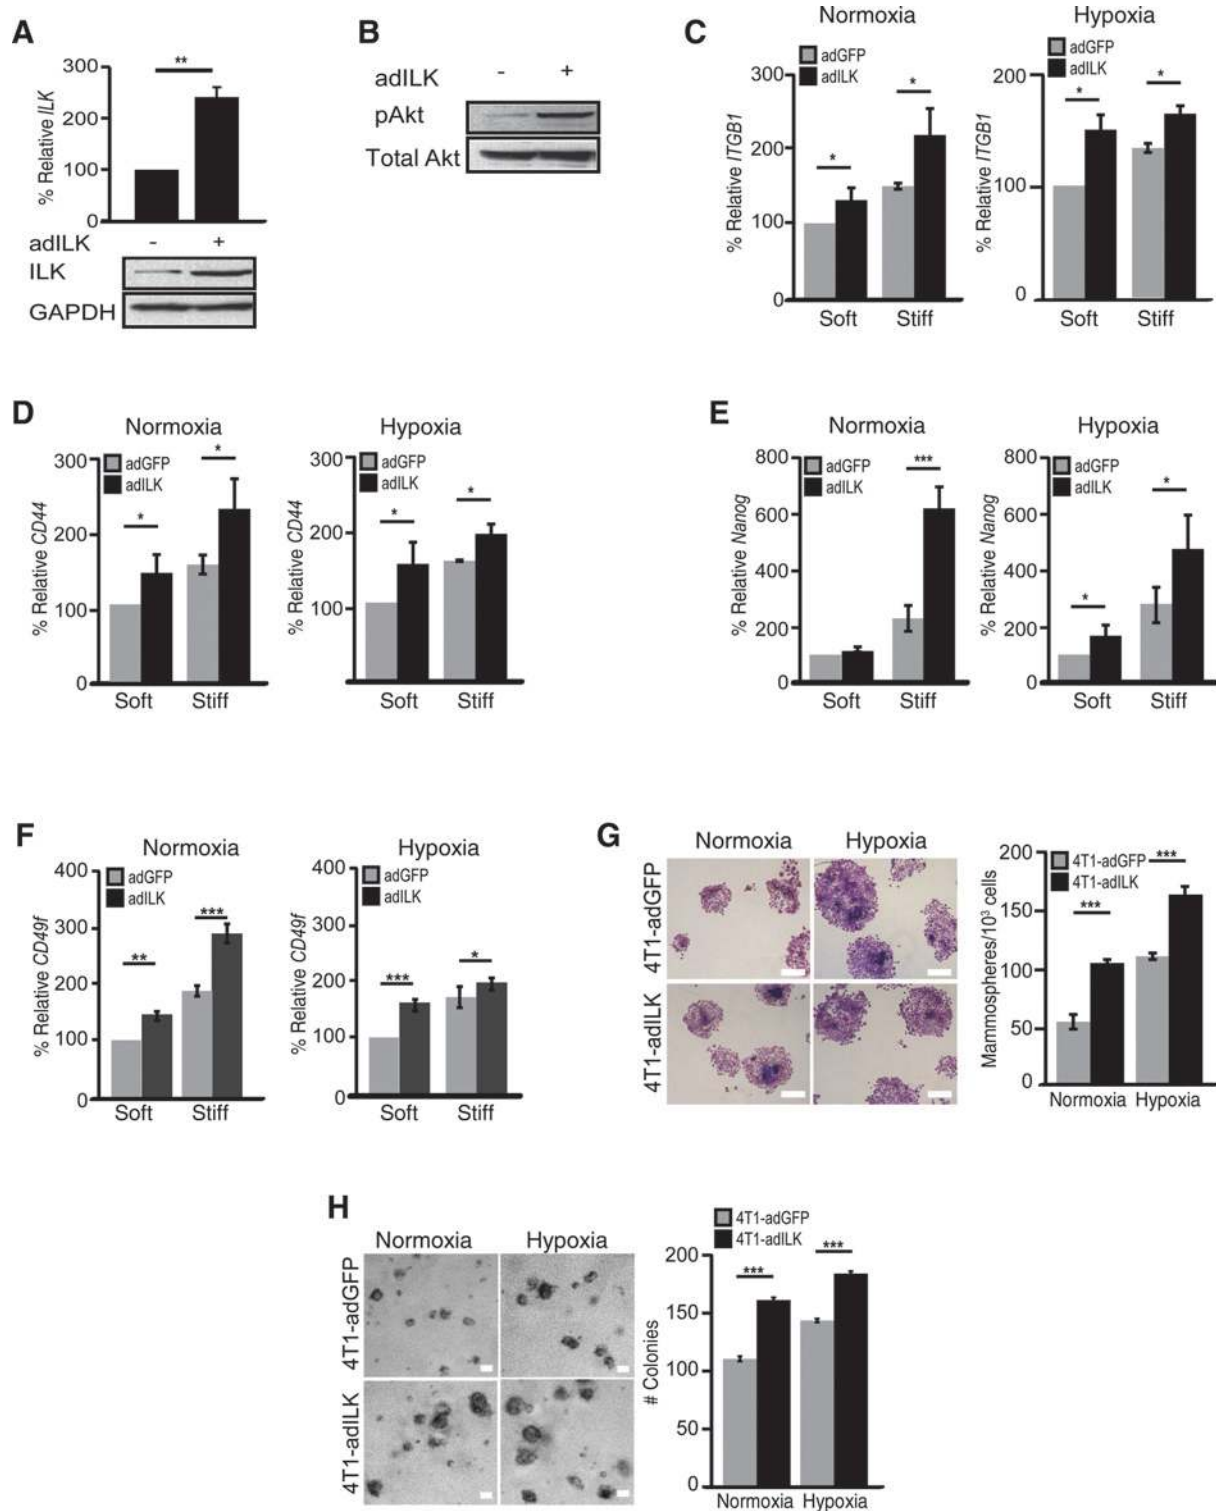 A
300
200
100
0
% Relative ILK
**
adILK - +
ILK
GAPDH
B
adILK - +
pAkt
Total Akt
C
Normoxia
adGFP
adILK
300
200
100
0
% Relative ITGB1
*
*
Soft Stiff
Hypoxia
adGFP
adILK
200
100
0
% Relative ITGB1
*
*
Soft Stiff
D
Normoxia
adGFP
adILK
300
200
100
0
% Relative CD44
*
*
Soft Stiff
Hypoxia
adGFP
adILK
300
200
100
% Relative CD44
*
*
Soft Stiff
E
Normoxia
adGFP
adILK
800
600
400
200
0
% Relative Nanog
***
Soft Stiff
Hypoxia
adGFP
adILK
800
600
400
200
0
% Relative Nanog
*
*
Soft Stiff
F
Normoxia
adGFP
adILK
400
300
200
100
0
% Relative CD49f
**
***
Soft Stiff
Hypoxia
adGFP
adILK
400
300
200
100
0
% Relative CD49f
***
*
Soft Stiff
G
Normoxia Hypoxia
4T1-adGFP
4T1-adILK
4T1-adGFP
4T1-adILK
200
150
100
50
0
Mammospheres/10³ cells
***
***
Normoxia Hypoxia
H
Normoxia Hypoxia
4T1-adGFP
4T1-adILK
4T1-adGFP
4T1-adILK
200
150
100
50
0
# Colonies
***
***
Normoxia Hypoxia